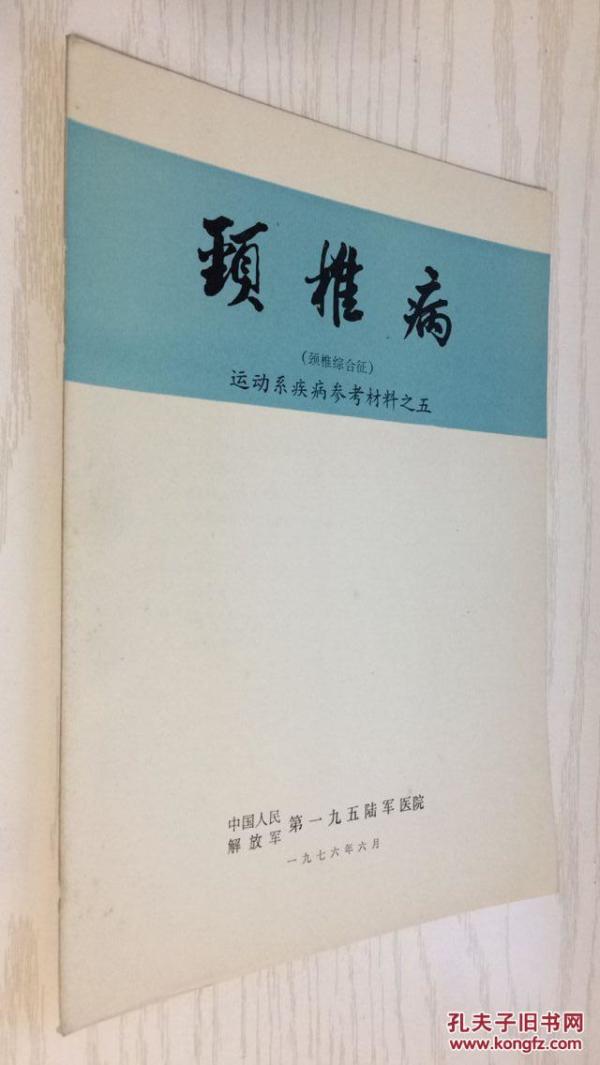 頚椎病
(颈椎综合征)
运动系疾病参考材料之五
中国人民
解放军 第一九五陆军医院
一九七六年六月
孔夫子旧书网
www.kongfz.com